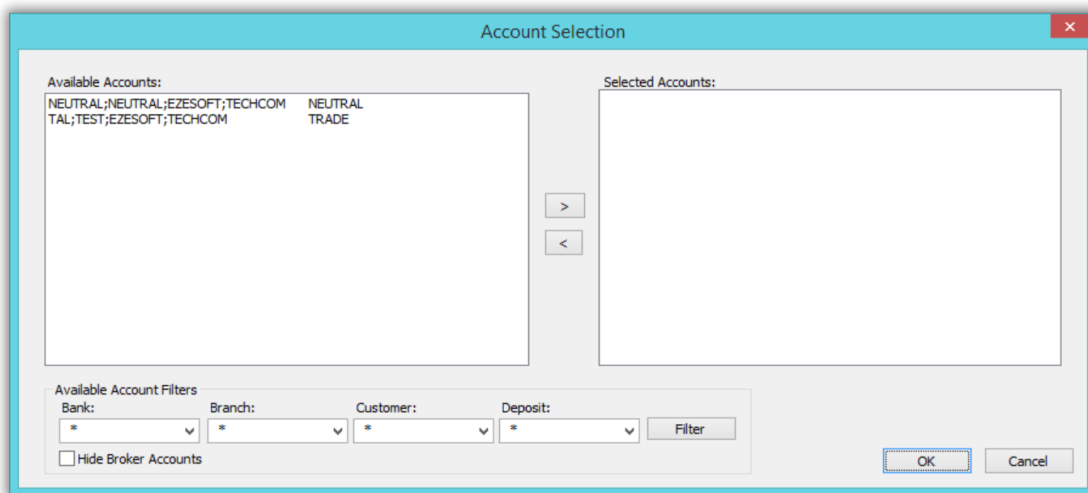 Account Selection
Available Accounts:
NEUTRAL;NEUTRAL;EZESOFT;TECHCOM NEUTRAL
TAL;TEST;EZESOFT;TECHCOM TRADE
Selected Accounts:
>
<
Available Account Filters
Bank: Branch: Customer: Deposit:
* * * * Filter
Hide Broker Accounts
OK Cancel